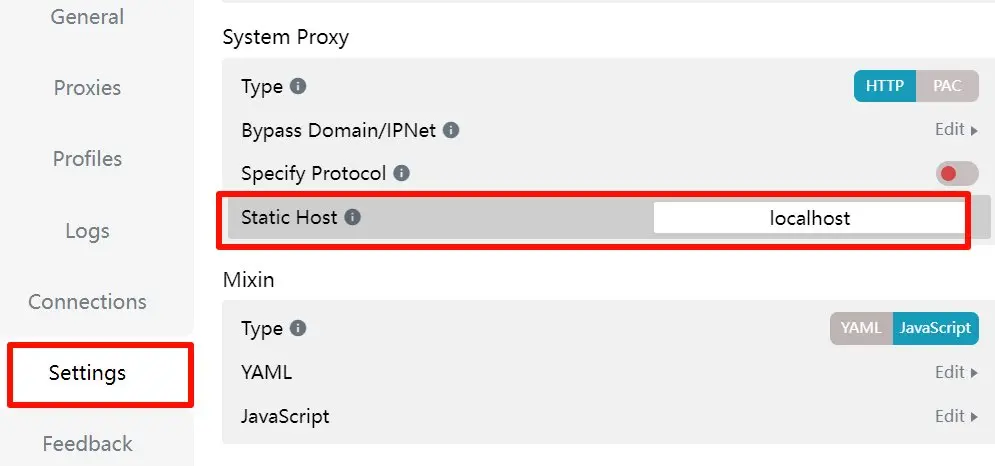 General
Proxies
Profiles
Logs
Connections
Settings
Feedback
System Proxy
Type
HTTP PAC
Bypass Domain/IPNet
Edit
Specify Protocol
Static Host
localhost
Mixin
Type
YAML JavaScript
YAML
Edit
JavaScript
Edit